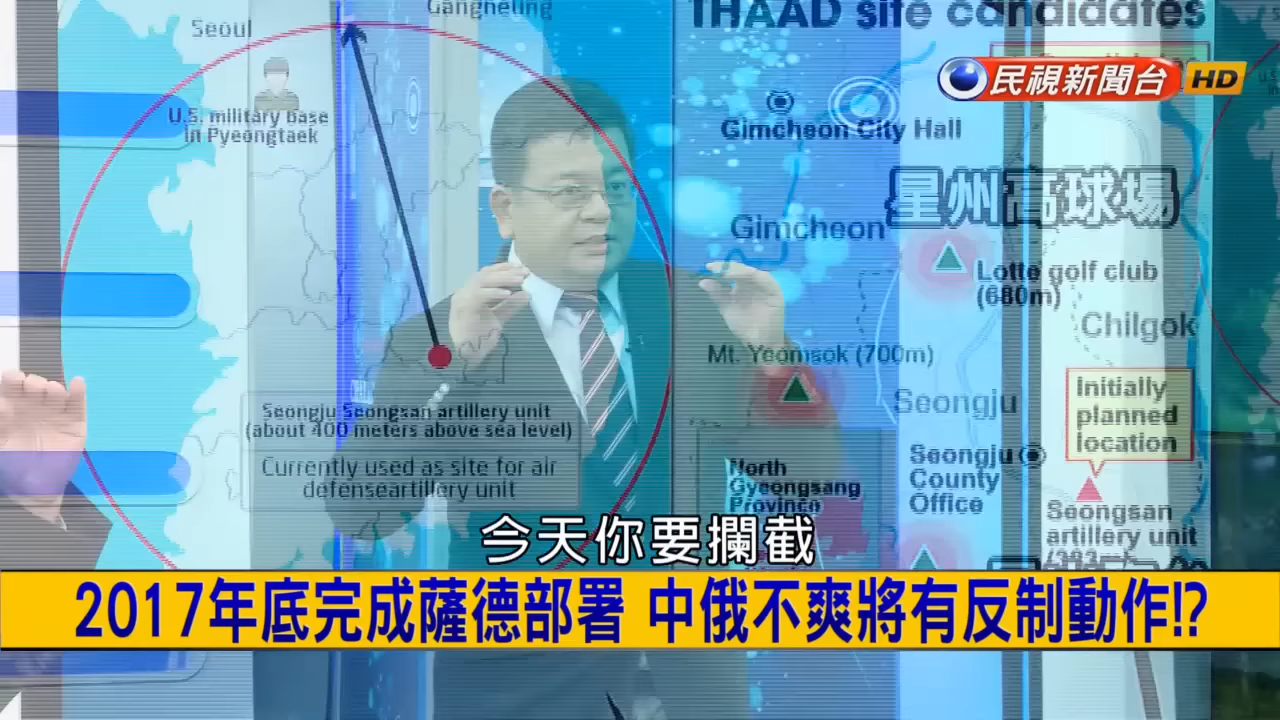 Gangneung
THAAD site candidates
Seoul
民視新聞台 HD
U.S. military base
in Pyeongtaek
Gimcheon City Hall
星州高球場
Gimcheon
Lotte golf club
(680m)
Chilgok
Mt. Yeomsok (700m)
Initially
planned
location
Seongju
Seongju Seongsan artillery unit
(about 400 meters above sea level)
Currently used as site for air
defenseartillery unit
North
Gyeongsang
Province
Seongju
County
Office
Seongsan
artillery unit
(383m)
今天你要攔截
2017年底完成薩德部署 中俄不爽將有反制動作!?